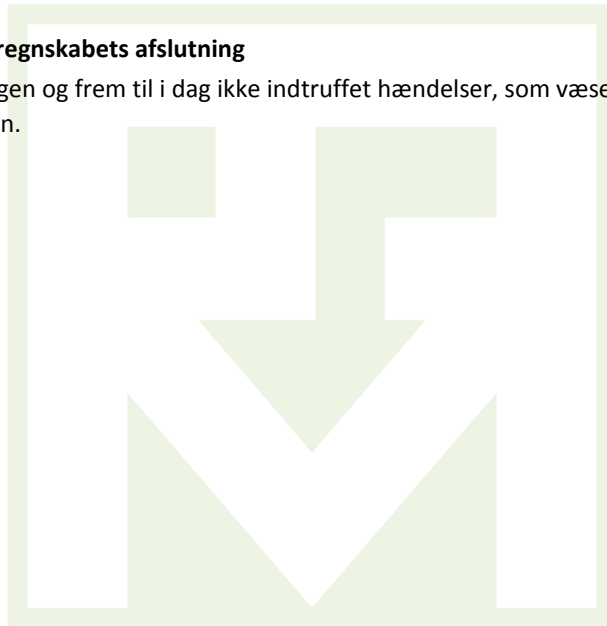 regnskabets afslutning
gen og frem til i dag ikke indtruffet hændelser, som væse
n.